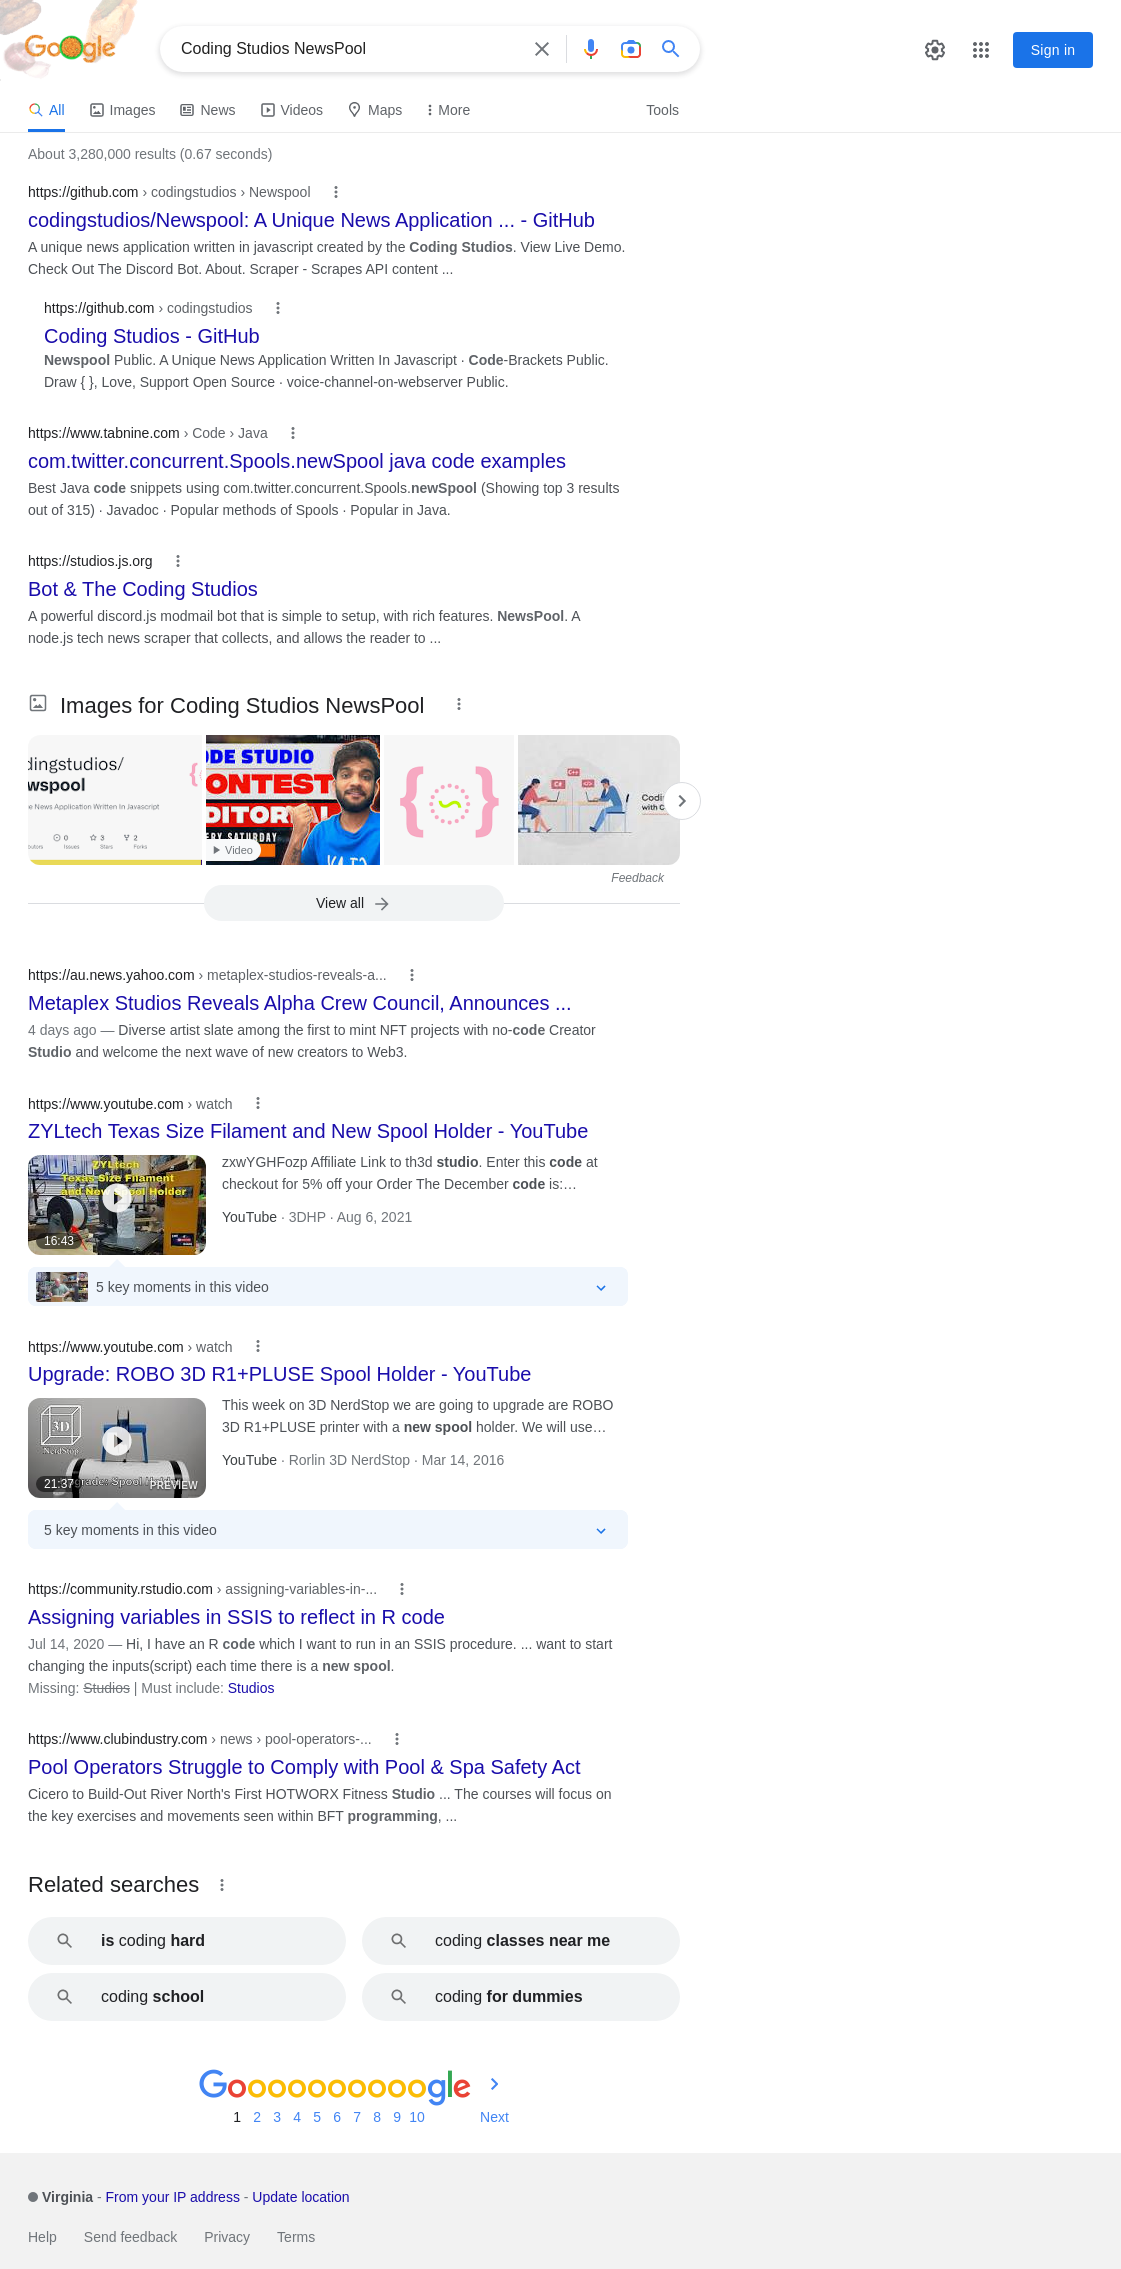 Google
Coding Studios NewsPool
Sign in
All
Images
News
Videos
Maps
More
Tools
About 3,280,000 results (0.67 seconds)
https://github.com › codingstudios › Newspool
codingstudios/Newspool: A Unique News Application ... - GitHub
A unique news application written in javascript created by the Coding Studios. View Live Demo.
Check Out The Discord Bot. About. Scraper - Scrapes API content ...
https://github.com › codingstudios
Coding Studios - GitHub
Newspool Public. A Unique News Application Written In Javascript · Code-Brackets Public.
Draw { }, Love, Support Open Source · voice-channel-on-webserver Public.
https://www.tabnine.com › Code › Java
com.twitter.concurrent.Spools.newSpool java code examples
Best Java code snippets using com.twitter.concurrent.Spools.newSpool (Showing top 3 results
out of 315) · Javadoc · Popular methods of Spools · Popular in Java.
https://studios.js.org
Bot & The Coding Studios
A powerful discord.js modmail bot that is simple to setup, with rich features. NewsPool. A
node.js tech news scraper that collects, and allows the reader to ...
Images for Coding Studios NewsPool
dingstudios/
wspool
e News Application Written In Javascript
0
3
2
Issues
Stars
Forks
ODE STUDIO
ONTEST
DITORIAL
ERY SATURDAY
Video
{ }
C#
C++
</>
Codin
with C
Feedback
View all
https://au.news.yahoo.com › metaplex-studios-reveals-a...
Metaplex Studios Reveals Alpha Crew Council, Announces ...
4 days ago — Diverse artist slate among the first to mint NFT projects with no-code Creator
Studio and welcome the next wave of new creators to Web3.
https://www.youtube.com › watch
ZYLtech Texas Size Filament and New Spool Holder - YouTube
ZYLtech
Texas Size Filament
and New Spool Holder
16:43
zxwYGHFozp Affiliate Link to th3d studio. Enter this code at
checkout for 5% off your Order The December code is:…
YouTube · 3DHP · Aug 6, 2021
5 key moments in this video
https://www.youtube.com › watch
Upgrade: ROBO 3D R1+PLUSE Spool Holder - YouTube
3D
NerdStop
grade: Spool Holder
21:37
PREVIEW
This week on 3D NerdStop we are going to upgrade are ROBO
3D R1+PLUSE printer with a new spool holder. We will use…
YouTube · Rorlin 3D NerdStop · Mar 14, 2016
5 key moments in this video
https://community.rstudio.com › assigning-variables-in-...
Assigning variables in SSIS to reflect in R code
Jul 14, 2020 — Hi, I have an R code which I want to run in an SSIS procedure. ... want to start
changing the inputs(script) each time there is a new spool.
Missing: Studios | Must include: Studios
https://www.clubindustry.com › news › pool-operators-...
Pool Operators Struggle to Comply with Pool & Spa Safety Act
Cicero to Build-Out River North's First HOTWORX Fitness Studio ... The courses will focus on
the key exercises and movements seen within BFT programming, ...
Related searches
is coding hard
coding classes near me
coding school
coding for dummies
Goooooooooogle
1 2 3 4 5 6 7 8 9 10 Next
Virginia - From your IP address - Update location
Help Send feedback Privacy Terms